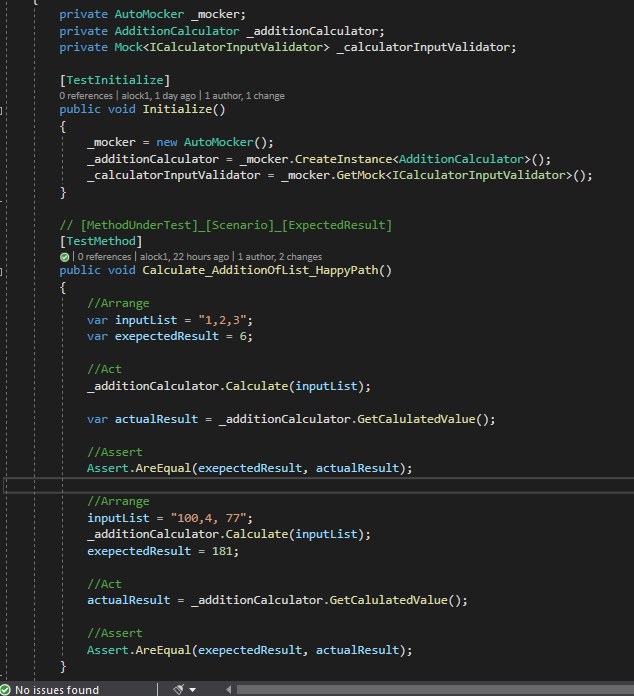 {
private AutoMocker _mocker;
private AdditionCalculator _additionCalculator;
private Mock<ICalculatorInputValidator> _calculatorInputValidator;
[TestInitialize]
0 references | alock1, 1 day ago | 1 author, 1 change
public void Initialize()
{
_mocker = new AutoMocker();
_additionCalculator = _mocker.CreateInstance<AdditionCalculator>();
_calculatorInputValidator = _mocker.GetMock<ICalculatorInputValidator>();
}
// [MethodUnderTest]_[Scenario]_[ExpectedResult]
[TestMethod]
| 0 references | alock1, 22 hours ago | 1 author, 2 changes
public void Calculate_AdditionOfList_HappyPath()
{
//Arrange
var inputList = "1,2,3";
var exepectedResult = 6;
//Act
_additionCalculator.Calculate(inputList);
var actualResult = _additionCalculator.GetCalulatedValue();
//Assert
Assert.AreEqual(exepectedResult, actualResult);
//Arrange
inputList = "100,4, 77";
_additionCalculator.Calculate(inputList);
exepectedResult = 181;
//Act
actualResult = _additionCalculator.GetCalulatedValue();
//Assert
Assert.AreEqual(exepectedResult, actualResult);
}
No issues found